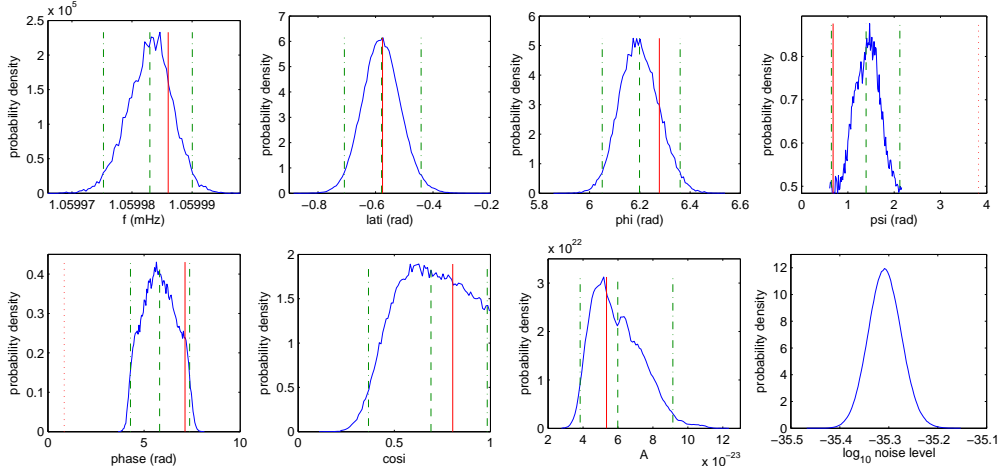 x 10^5
2.5
2
1.5
1
0.5
0
probability density
1.05997 1.05998 1.05999
f (mHz)
7
6
5
4
3
2
1
0
probability density
−0.8 −0.6 −0.4 −0.2
lati (rad)
6
5
4
3
2
1
0
probability density
5.8 6 6.2 6.4 6.6
phi (rad)
0.8
0.7
0.6
0.5
probability density
0 1 2 3 4
psi (rad)
0.4
0.3
0.2
0.1
0
probability density
0 5 10
phase (rad)
2
1.5
1
0.5
0
probability density
0 0.5 1
cosi
x 10^22
3
2
1
0
probability density
2 4 6 8 10 12
A
x 10^−23
12
10
8
6
4
2
0
probability density
−35.5 −35.4 −35.3 −35.2 −35.1
log10 noise level